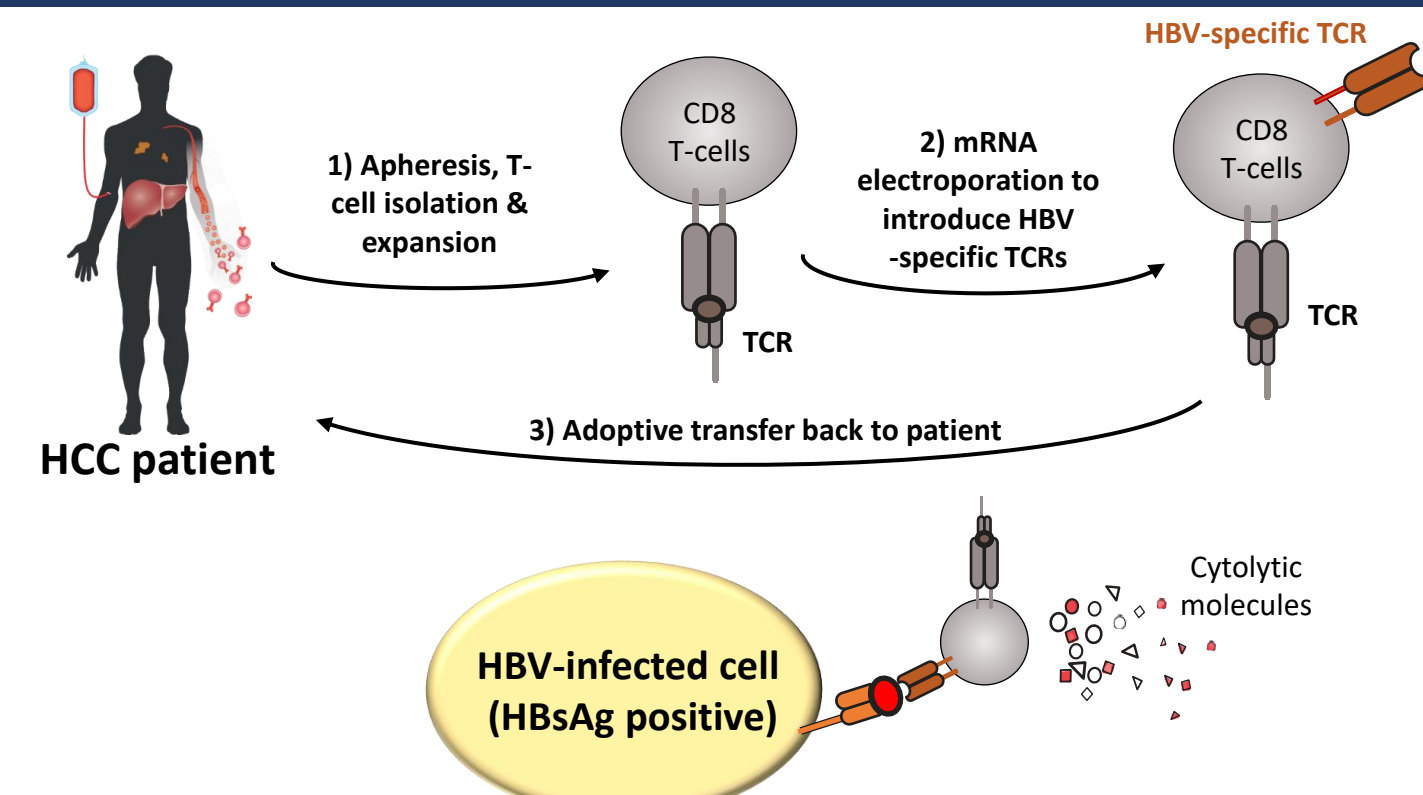 HBV-specific TCR
1) Apheresis, T-
cell isolation &
expansion
CD8
T-cells
TCR
2) mRNA
electroporation to
introduce HBV
-specific TCRs
CD8
T-cells
TCR
3) Adoptive transfer back to patient
HCC patient
Cytolytic
molecules
HBV-infected cell
(HBsAg positive)